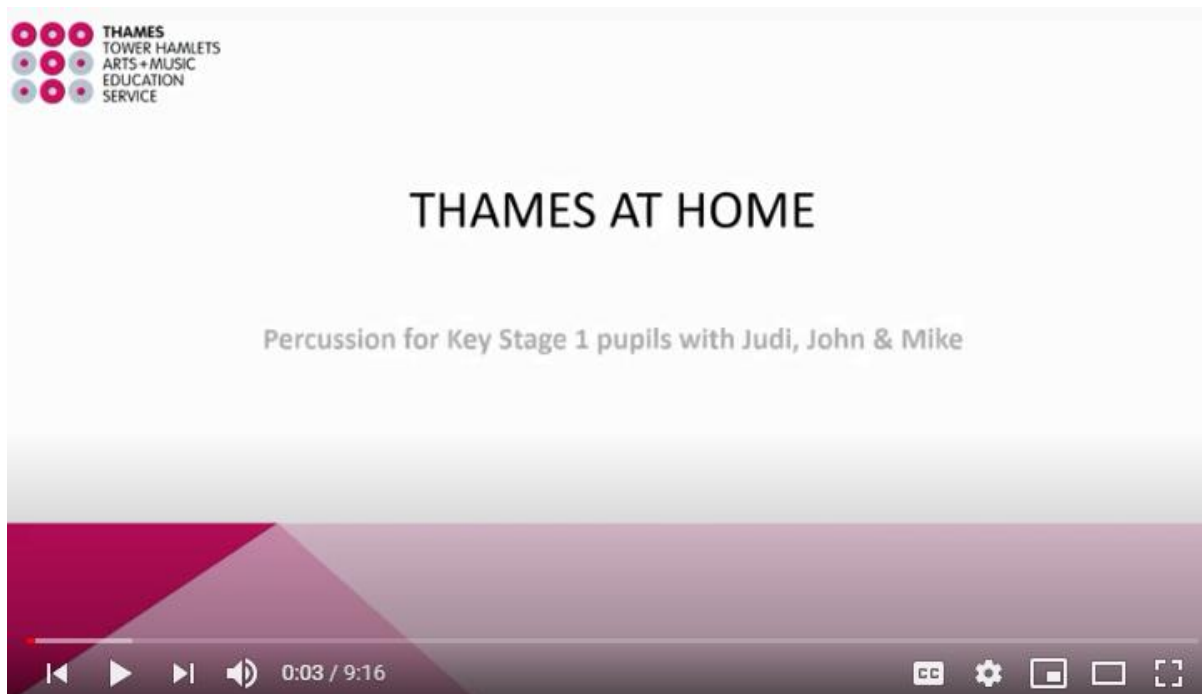 THAMES
TOWER HAMLETS
ARTS+MUSIC
EDUCATION
SERVICE
THAMES AT HOME
Percussion for Key Stage 1 pupils with Judi, John & Mike
0:03 / 9:16
CC